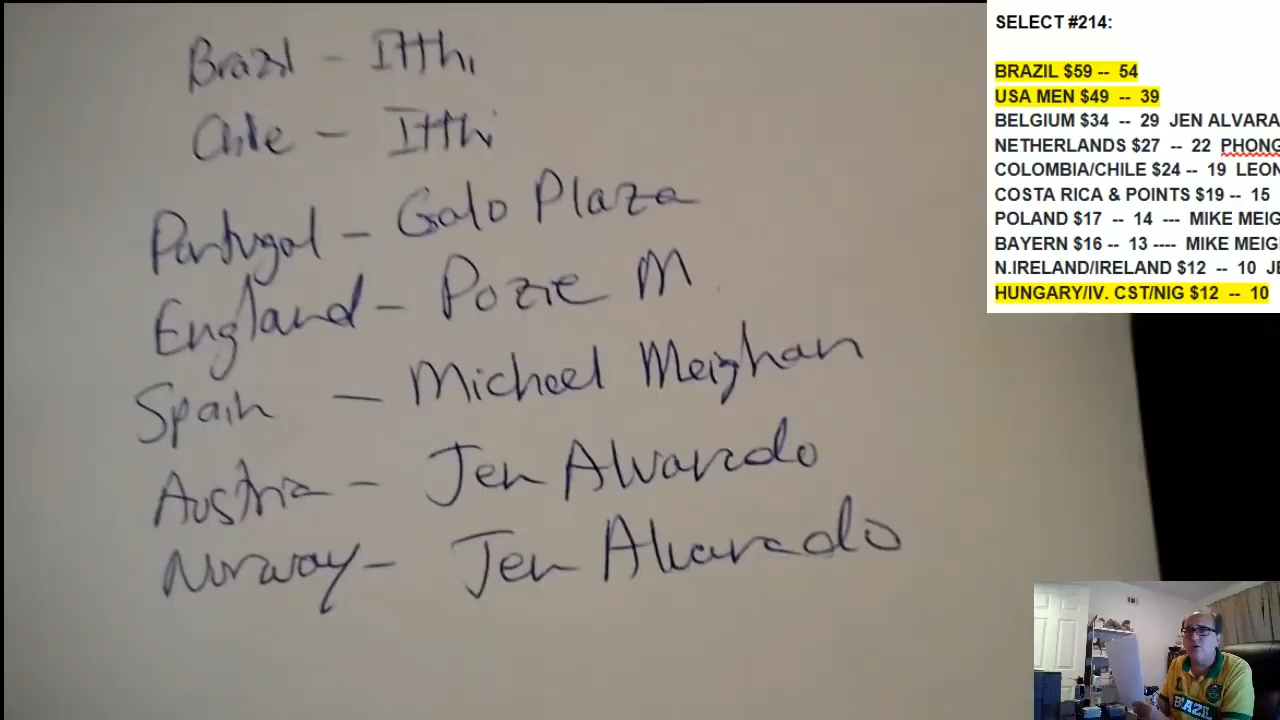 Brazil - Itthi
Chile - Itthi
Portugal - Galo Plaza
England - Pozie M
Spain - Michael Meighan
Austria - Jen Alvarado
Norway - Jen Alvarado
SELECT #214:
BRAZIL $59 -- 54
USA MEN $49 -- 39
BELGIUM $34 -- 29 JEN ALVARA
NETHERLANDS $27 -- 22 PHONG
COLOMBIA/CHILE $24 -- 19 LEON
COSTA RICA & POINTS $19 -- 15
POLAND $17 -- 14 --- MIKE MEIG
BAYERN $16 -- 13 ---- MIKE MEIG
N.IRELAND/IRELAND $12 -- 10 JE
HUNGARY/IV. CST/NIG $12 -- 10
BRAZIL